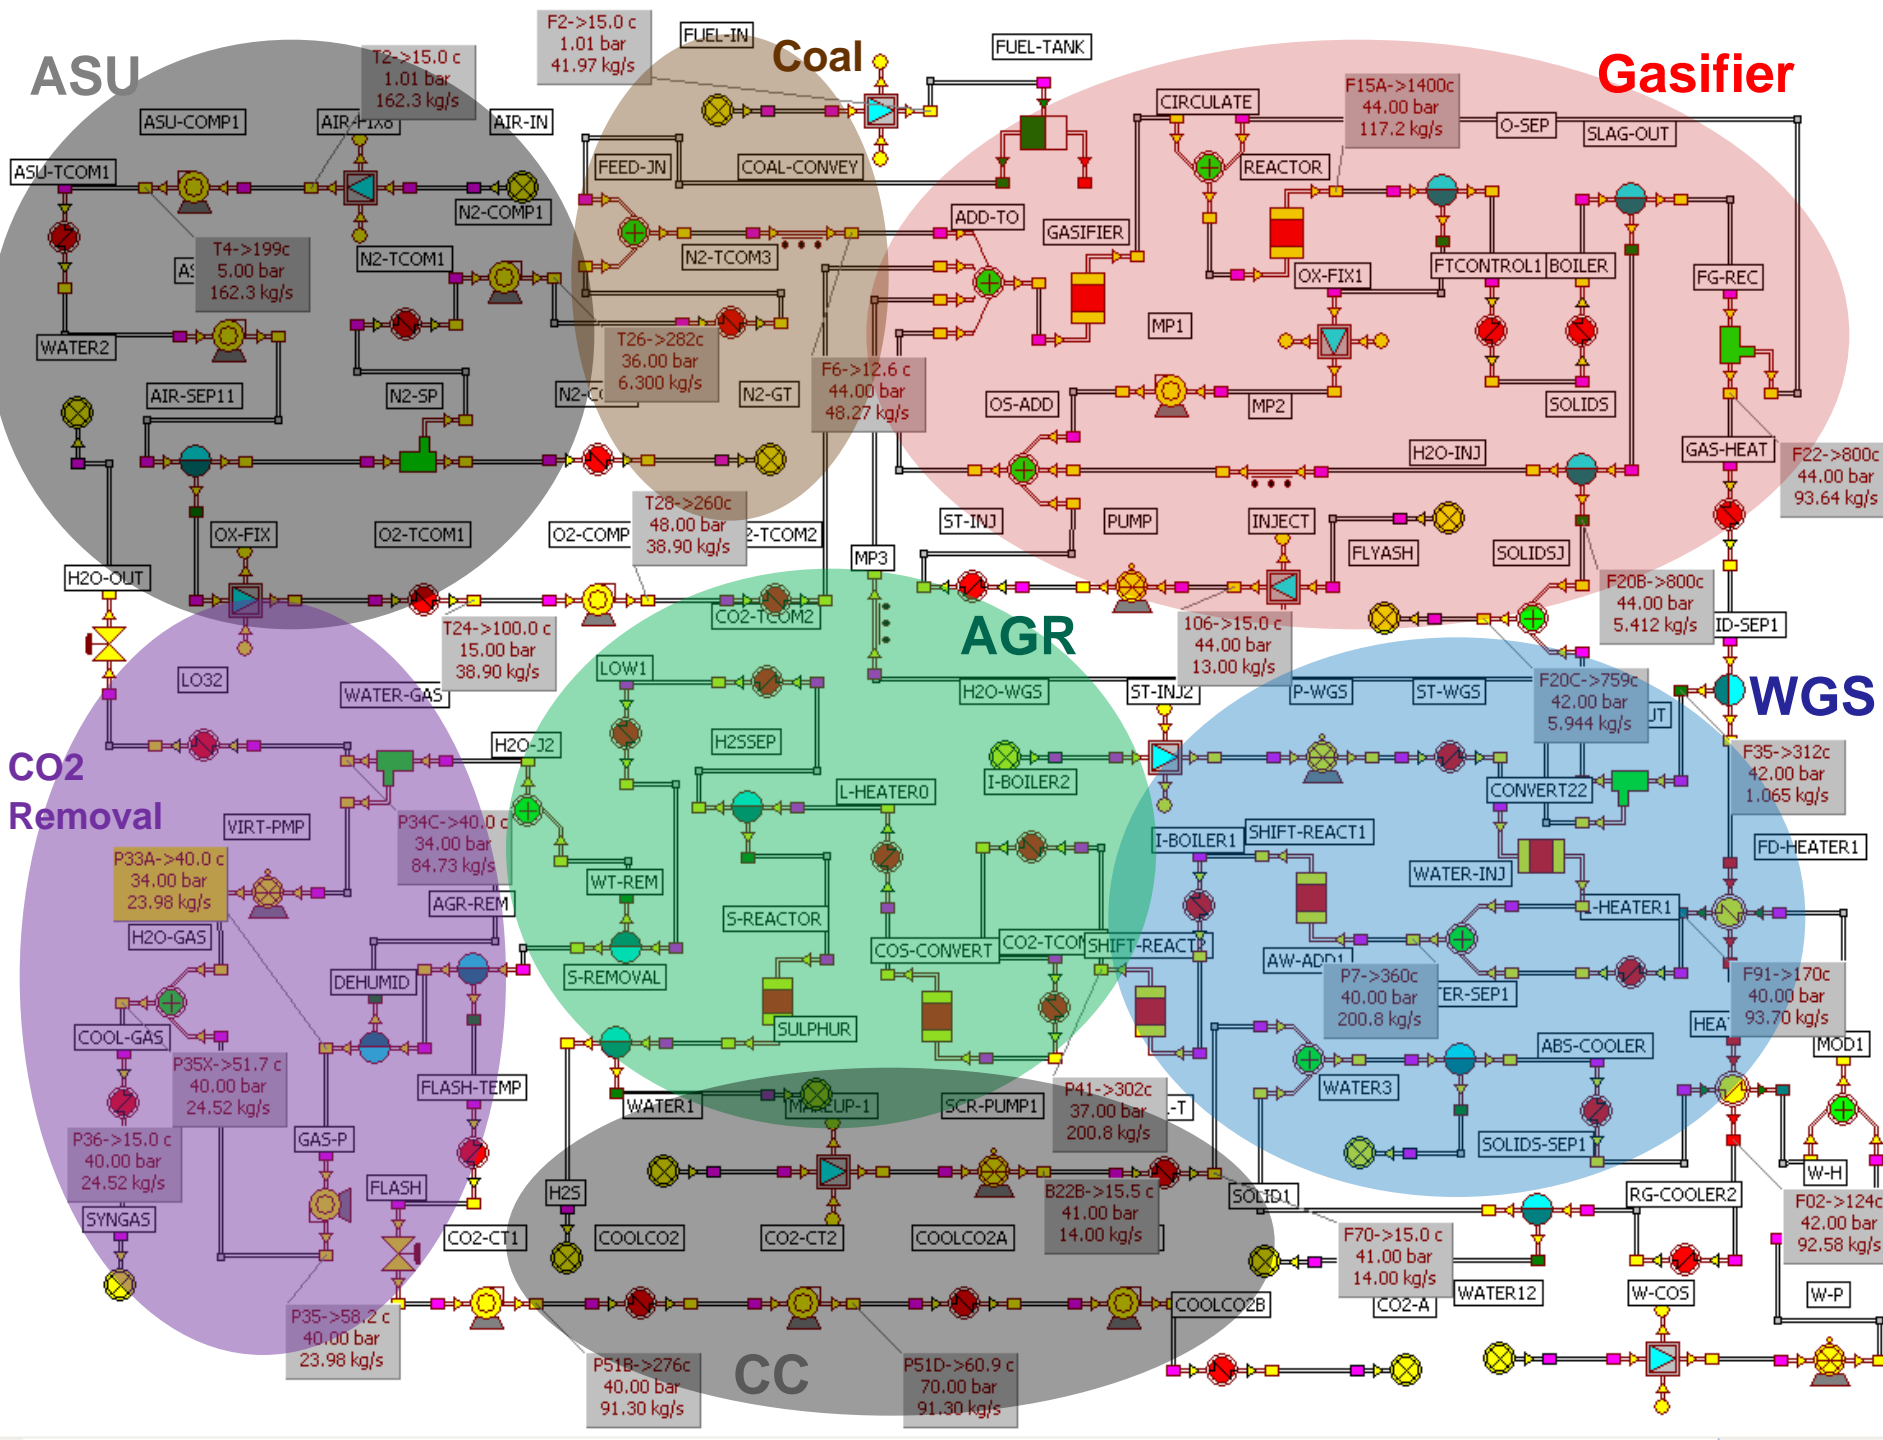 ASU
T2->15.0 c
1.01 bar
162.3 kg/s
F2->15.0 c
1.01 bar
41.97 kg/s
FUEL-IN
Coal
FUEL-TANK
Gasifier
ASU-COMP1
AIR-FIX8
AIR-IN
CIRCULATE
F15A->1400c
44.00 bar
117.2 kg/s
O-SEP
SLAG-OUT
ASU-TCOM1
FEED-JN
COAL-CONVEY
REACTOR
N2-COMP1
ADD-TO
GASIFIER
T4->199c
5.00 bar
162.3 kg/s
N2-TCOM1
N2-TCOM3
OX-FIX1
FTCONTROL1
BOILER
FG-REC
WATER2
T26->282c
36.00 bar
6.300 kg/s
MP1
F6->12.6 c
44.00 bar
48.27 kg/s
AIR-SEP11
N2-SP
N2-GT
OS-ADD
MP2
SOLIDS
H2O-INJ
GAS-HEAT
F22->800c
44.00 bar
93.64 kg/s
T28->260c
48.00 bar
38.90 kg/s
OX-FIX
O2-TCOM1
O2-COMP
2-TCOM2
ST-INJ
PUMP
INJECT
FLYASH
SOLIDSJ
MP3
H2O-OUT
F20B->800c
44.00 bar
5.412 kg/s
ID-SEP1
T24->100.0 c
15.00 bar
38.90 kg/s
CO2-TCOM2
AGR
106->15.0 c
44.00 bar
13.00 kg/s
LO32
WATER-GAS
LOW1
H2O-WGS
ST-INJ2
P-WGS
ST-WGS
F20C->759c
42.00 bar
5.944 kg/s
UT
WGS
H2O-J2
H2SSEP
I-BOILER2
F35->312c
42.00 bar
1.065 kg/s
CO2
Removal
L-HEATER0
CONVERT22
VIRT-PMP
P34C->40.0 c
34.00 bar
84.73 kg/s
I-BOILER1
SHIFT-REACT1
FD-HEATER1
P33A->40.0 c
34.00 bar
23.98 kg/s
WT-REM
WATER-INJ
AGR-REM
S-REACTOR
I-HEATER1
H2O-GAS
COS-CONVERT
CO2-TCOM
SHIFT-REACT2
AW-ADD1
S-REMOVAL
DEHUMID
P7->360c
40.00 bar
200.8 kg/s
TER-SEP1
F91->170c
40.00 bar
93.70 kg/s
COOL-GAS
SULPHUR
HEA
MOD1
ABS-COOLER
P35X->51.7 c
40.00 bar
24.52 kg/s
FLASH-TEMP
WATER3
P41->302c
37.00 bar
200.8 kg/s
L-T
WATER1
MAKEUP-1
SCR-PUMP1
P36->15.0 c
40.00 bar
24.52 kg/s
GAS-P
SOLIDS-SEP1
W-H
FLASH
H2S
B22B->15.5 c
41.00 bar
14.00 kg/s
SOLID1
RG-COOLER2
F02->124c
42.00 bar
92.58 kg/s
SYNGAS
CO2-CT1
COOLCO2
CO2-CT2
COOLCO2A
F70->15.0 c
41.00 bar
14.00 kg/s
WATER12
W-COS
W-P
P35->58.2 c
40.00 bar
23.98 kg/s
COOLCO2B
CO2-A
P51B->276c
40.00 bar
91.30 kg/s
CC
P51D->60.9 c
70.00 bar
91.30 kg/s